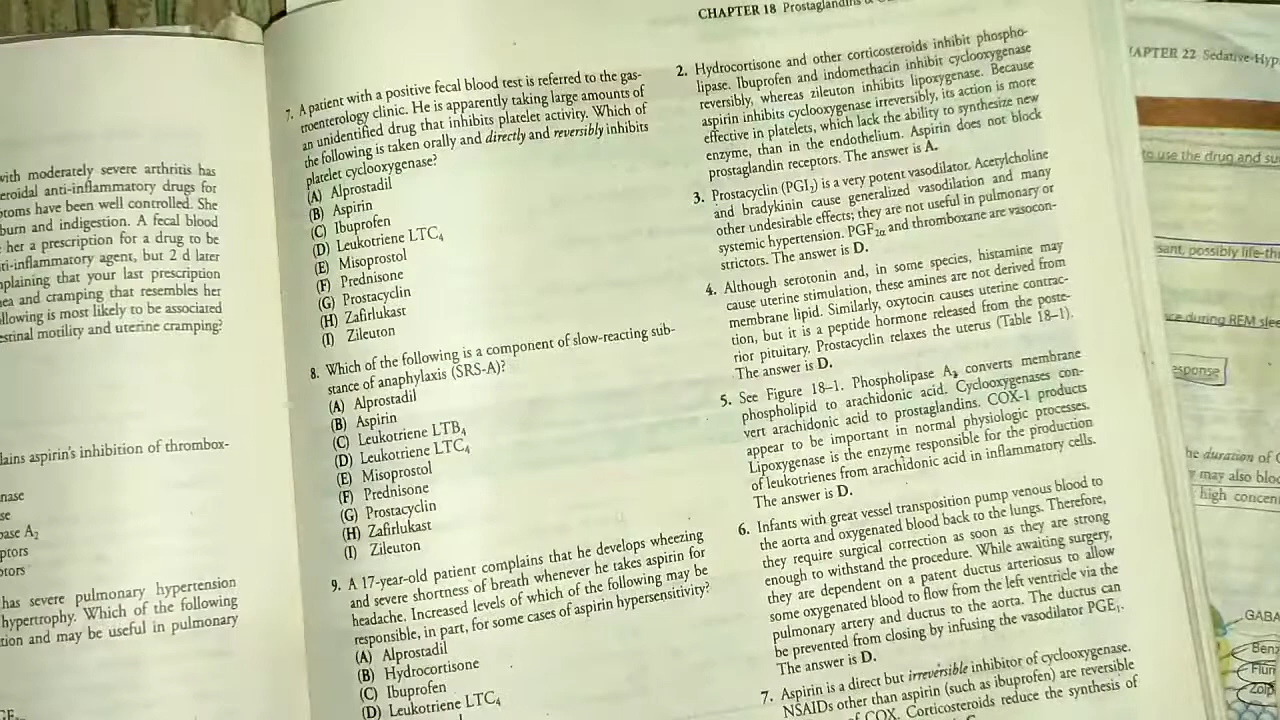 CHAPTER 18 Prostaglandins &
with moderately severe arthritis has
eroidal anti-inflammatory drugs for
ptoms have been well controlled. She
burn and indigestion. A fecal blood
her a prescription for a drug to be
ti-inflammatory agent, but 2 d later
plaining that your last prescription
ea and cramping that resembles her
llowing is most likely to be associated
estinal motility and uterine cramping?
lains aspirin's inhibition of thrombox-
nase
se
pase A2
ptors
ptors
has severe pulmonary hypertension
hypertrophy. Which of the following
tion and may be useful in pulmonary
7. A patient with a positive fecal blood test is referred to the gas-
troenterology clinic. He is apparently taking large amounts of
an unidentified drug that inhibits platelet activity. Which of
the following is taken orally and directly and reversibly inhibits
platelet cyclooxygenase?
(A) Alprostadil
(B) Aspirin
(C) Ibuprofen
(D) Leukotriene LTC4
(E) Misoprostol
(F) Prednisone
(G) Prostacyclin
(H) Zafirlukast
(I) Zileuton
8. Which of the following is a component of slow-reacting sub-
stance of anaphylaxis (SRS-A)?
(A) Alprostadil
(B) Aspirin
(C) Leukotriene LTB4
(D) Leukotriene LTC4
(E) Misoprostol
(F) Prednisone
(G) Prostacyclin
(H) Zafirlukast
(I) Zileuton
9. A 17-year-old patient complains that he develops wheezing
and severe shortness of breath whenever he takes aspirin for
headache. Increased levels of which of the following may be
responsible, in part, for some cases of aspirin hypersensitivity?
(A) Alprostadil
(B) Hydrocortisone
(C) Ibuprofen
(D) Leukotriene LTC4
2. Hydrocortisone and other corticosteroids inhibit phospho-
lipase. Ibuprofen and indomethacin inhibit cyclooxygenase
reversibly, whereas zileuton inhibits lipoxygenase. Because
aspirin inhibits cyclooxygenase irreversibly, its action is more
effective in platelets, which lack the ability to synthesize new
enzyme, than in the endothelium. Aspirin does not block
prostaglandin receptors. The answer is A.
3. Prostacyclin (PGI2) is a very potent vasodilator. Acetylcholine
and bradykinin cause generalized vasodilation and many
other undesirable effects; they are not useful in pulmonary or
systemic hypertension. PGF2α and thromboxane are vasocon-
strictors. The answer is D.
4. Although serotonin and, in some species, histamine may
cause uterine stimulation, these amines are not derived from
membrane lipid. Similarly, oxytocin causes uterine contrac-
tion, but it is a peptide hormone released from the poste-
rior pituitary. Prostacyclin relaxes the uterus (Table 18–1).
The answer is D.
5. See Figure 18–1. Phospholipase A2 converts membrane
phospholipid to arachidonic acid. Cyclooxygenases con-
vert arachidonic acid to prostaglandins. COX-1 products
appear to be important in normal physiologic processes.
Lipoxygenase is the enzyme responsible for the production
of leukotrienes from arachidonic acid in inflammatory cells.
The answer is D.
6. Infants with great vessel transposition pump venous blood to
the aorta and oxygenated blood back to the lungs. Therefore,
they require surgical correction as soon as they are strong
enough to withstand the procedure. While awaiting surgery,
they are dependent on a patent ductus arteriosus to allow
some oxygenated blood to flow from the left ventricle via the
pulmonary artery and ductus to the aorta. The ductus can
be prevented from closing by infusing the vasodilator PGE1.
The answer is D.
7. Aspirin is a direct but irreversible inhibitor of cyclooxygenase.
NSAIDs other than aspirin (such as ibuprofen) are reversible
of COX. Corticosteroids reduce the synthesis of
APTER 22 Sedative-Hyp
to use the drug and su
sant, possibly life-th
ce during REM slee
esponse
he duration of
y may also bloc
high concen
GABA
Benz
Flun
Zolp